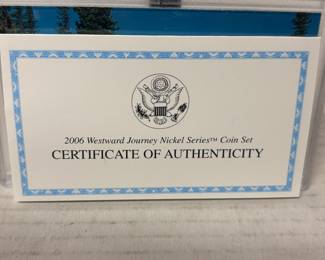 2006 Westward Journey Nickel Series™ Coin Set
CERTIFICATE OF AUTHENTICITY